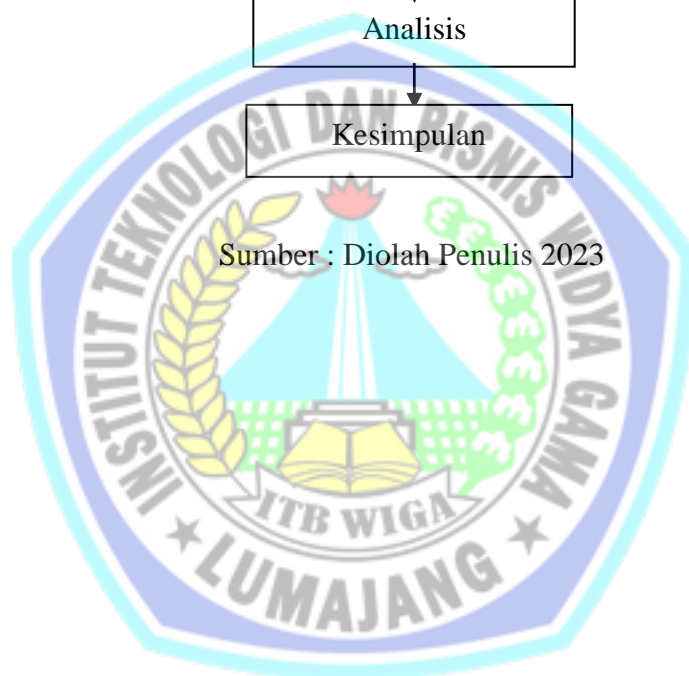 Analisis
Kesimpulan
Sumber : Diolah Penulis 2023
INSTITUT TEKNOLOGI DAN BISNIS WIDYA GAMA
ITB WIGA
LUMAJANG